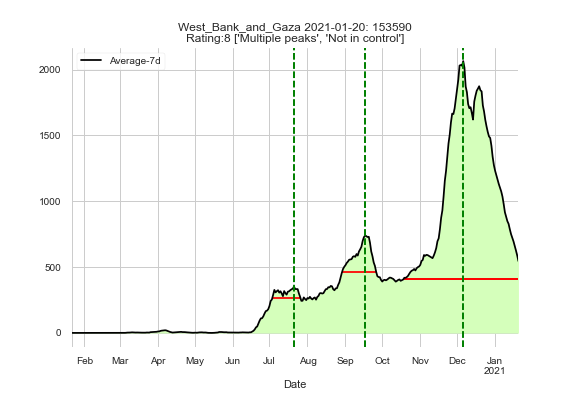 West_Bank_and_Gaza 2021-01-20: 153590
Rating:8 ['Multiple peaks', 'Not in control']
Average-7d
2000
1500
1000
500
0
Feb Mar Apr May Jun Jul Aug Sep Oct Nov Dec Jan
2021
Date